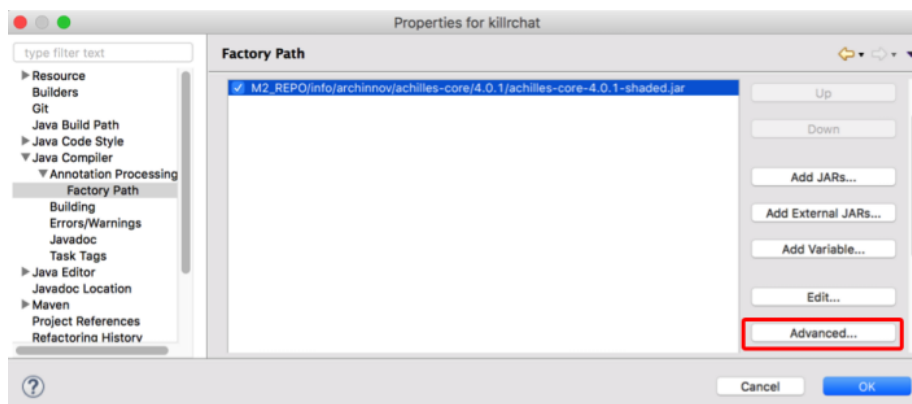 Properties for killrchat
type filter text
Resource
Builders
Git
Java Build Path
Java Code Style
Java Compiler
Annotation Processing
Factory Path
Building
Errors/Warnings
Javadoc
Task Tags
Java Editor
Javadoc Location
Maven
Project References
Refactoring History
Factory Path
M2_REPO/info/archinnov/achilles-core/4.0.1/achilles-core-4.0.1-shaded.jar
Up
Down
Add JARs...
Add External JARs...
Add Variable...
Edit...
Advanced...
?
Cancel
OK